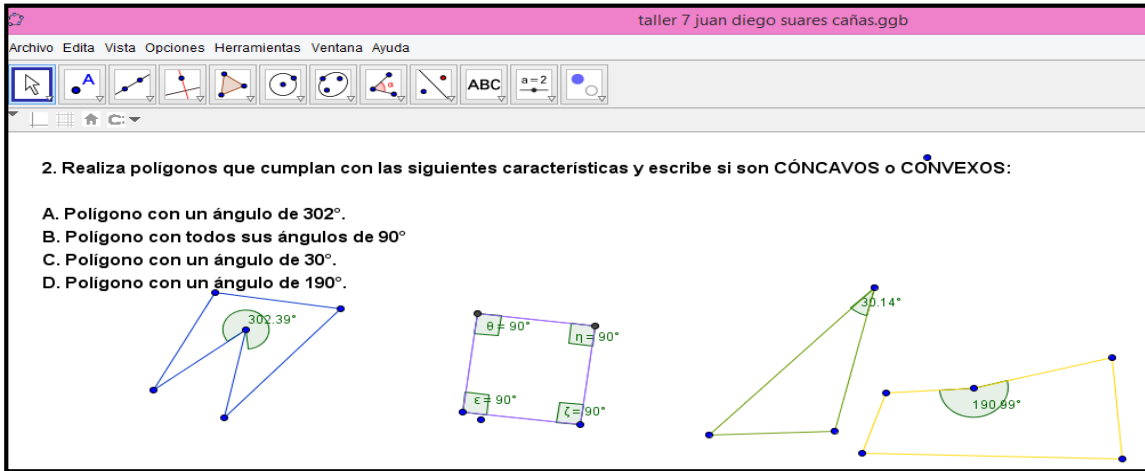 taller 7 juan diego suares cañas.ggb
Archivo Edita Vista Opciones Herramientas Ventana Ayuda
A
α
ABC
a=2
2. Realiza polígonos que cumplan con las siguientes características y escribe si son CÓNCAVOS o CONVEXOS:
A. Polígono con un ángulo de 302°.
B. Polígono con todos sus ángulos de 90°
C. Polígono con un ángulo de 30°.
D. Polígono con un ángulo de 190°.
302.39°
θ = 90°
η = 90°
ε = 90°
ζ = 90°
30.14°
190.99°